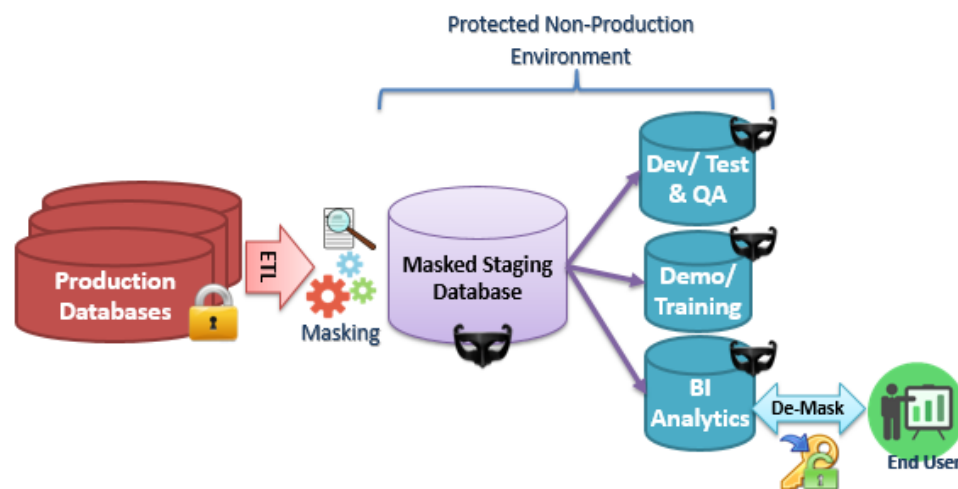 Protected Non-Production
Environment
Dev/ Test
& QA
Production
Databases
ETL
Masking
Masked Staging
Database
Demo/
Training
BI
Analytics
De-Mask
End User